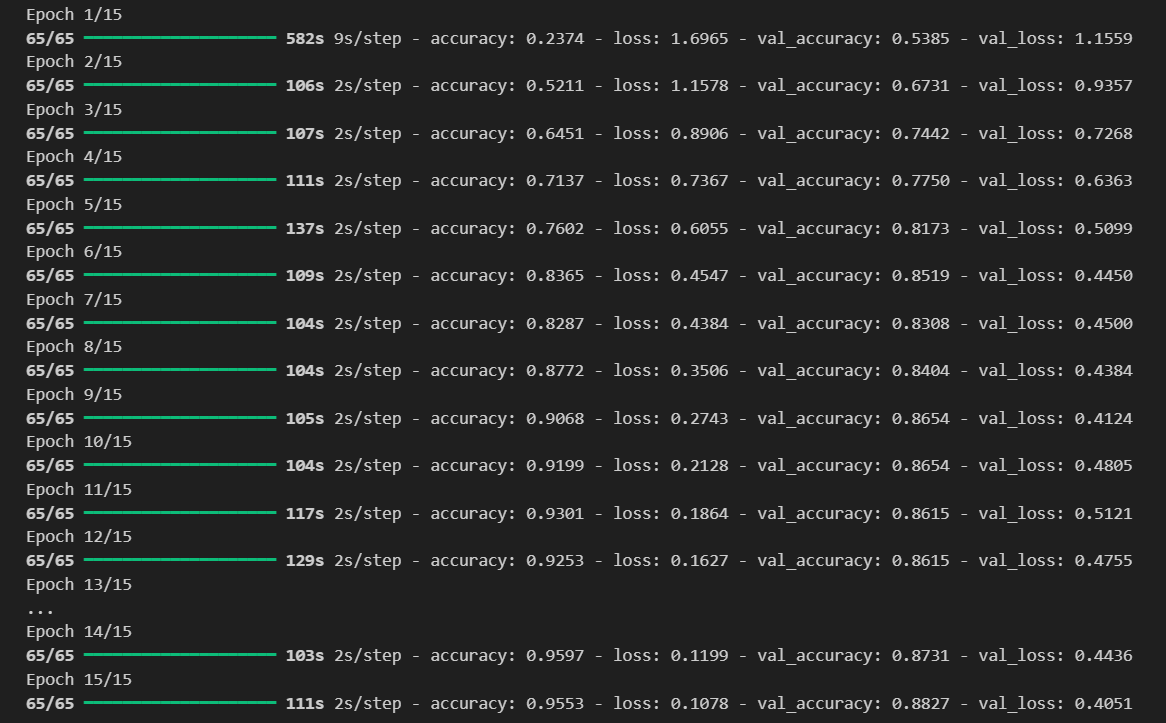 Epoch 1/15
65/65 ━━━━━━━━━━━━━━━━━━━━ 582s 9s/step - accuracy: 0.2374 - loss: 1.6965 - val_accuracy: 0.5385 - val_loss: 1.1559
Epoch 2/15
65/65 ━━━━━━━━━━━━━━━━━━━━ 106s 2s/step - accuracy: 0.5211 - loss: 1.1578 - val_accuracy: 0.6731 - val_loss: 0.9357
Epoch 3/15
65/65 ━━━━━━━━━━━━━━━━━━━━ 107s 2s/step - accuracy: 0.6451 - loss: 0.8906 - val_accuracy: 0.7442 - val_loss: 0.7268
Epoch 4/15
65/65 ━━━━━━━━━━━━━━━━━━━━ 111s 2s/step - accuracy: 0.7137 - loss: 0.7367 - val_accuracy: 0.7750 - val_loss: 0.6363
Epoch 5/15
65/65 ━━━━━━━━━━━━━━━━━━━━ 137s 2s/step - accuracy: 0.7602 - loss: 0.6055 - val_accuracy: 0.8173 - val_loss: 0.5099
Epoch 6/15
65/65 ━━━━━━━━━━━━━━━━━━━━ 109s 2s/step - accuracy: 0.8365 - loss: 0.4547 - val_accuracy: 0.8519 - val_loss: 0.4450
Epoch 7/15
65/65 ━━━━━━━━━━━━━━━━━━━━ 104s 2s/step - accuracy: 0.8287 - loss: 0.4384 - val_accuracy: 0.8308 - val_loss: 0.4500
Epoch 8/15
65/65 ━━━━━━━━━━━━━━━━━━━━ 104s 2s/step - accuracy: 0.8772 - loss: 0.3506 - val_accuracy: 0.8404 - val_loss: 0.4384
Epoch 9/15
65/65 ━━━━━━━━━━━━━━━━━━━━ 105s 2s/step - accuracy: 0.9068 - loss: 0.2743 - val_accuracy: 0.8654 - val_loss: 0.4124
Epoch 10/15
65/65 ━━━━━━━━━━━━━━━━━━━━ 104s 2s/step - accuracy: 0.9199 - loss: 0.2128 - val_accuracy: 0.8654 - val_loss: 0.4805
Epoch 11/15
65/65 ━━━━━━━━━━━━━━━━━━━━ 117s 2s/step - accuracy: 0.9301 - loss: 0.1864 - val_accuracy: 0.8615 - val_loss: 0.5121
Epoch 12/15
65/65 ━━━━━━━━━━━━━━━━━━━━ 129s 2s/step - accuracy: 0.9253 - loss: 0.1627 - val_accuracy: 0.8615 - val_loss: 0.4755
Epoch 13/15
...
Epoch 14/15
65/65 ━━━━━━━━━━━━━━━━━━━━ 103s 2s/step - accuracy: 0.9597 - loss: 0.1199 - val_accuracy: 0.8731 - val_loss: 0.4436
Epoch 15/15
65/65 ━━━━━━━━━━━━━━━━━━━━ 111s 2s/step - accuracy: 0.9553 - loss: 0.1078 - val_accuracy: 0.8827 - val_loss: 0.4051